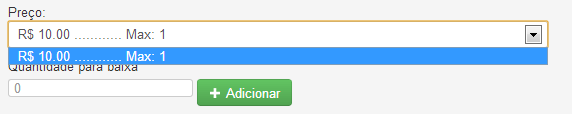 Preço:
R$ 10.00 ............ Max: 1
R$ 10.00 ............ Max: 1
Quantidade para baixa
0
+ Adicionar